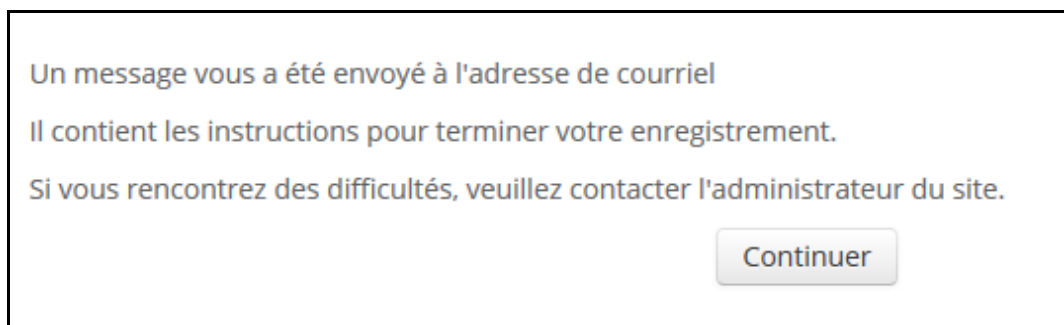 Un message vous a été envoyé à l'adresse de courriel
Il contient les instructions pour terminer votre enregistrement.
Si vous rencontrez des difficultés, veuillez contacter l'administrateur du site.
Continuer